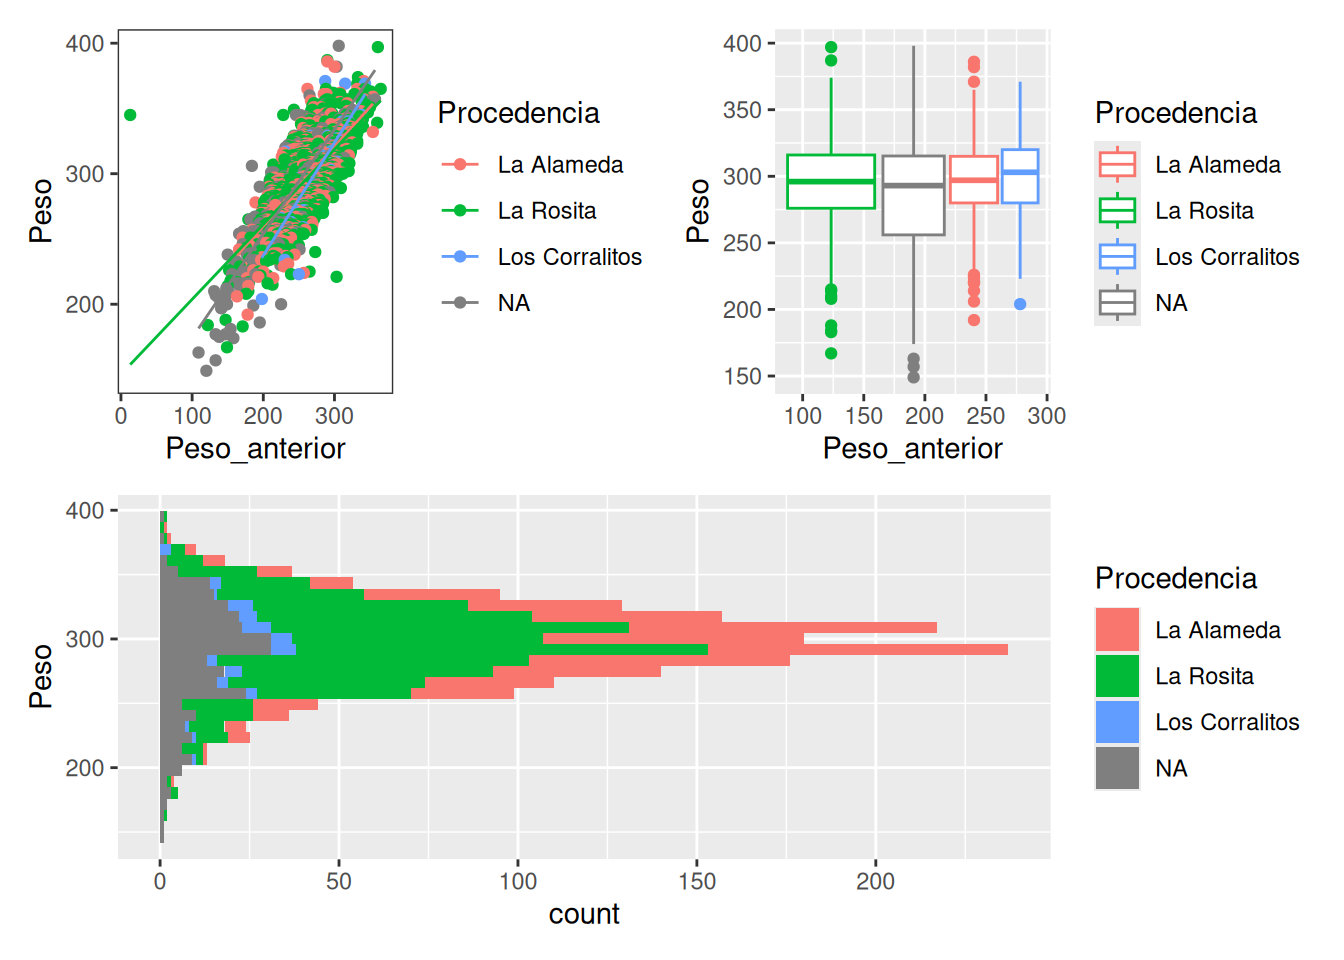 400
300
200
Peso
0 100 200 300
Peso_anterior
Procedencia
La Alameda
La Rosita
Los Corralitos
NA
400
350
300
250
200
150
Peso
100 150 200 250 300
Peso_anterior
Procedencia
La Alameda
La Rosita
Los Corralitos
NA
400
300
200
Peso
0 50 100 150 200
count
Procedencia
La Alameda
La Rosita
Los Corralitos
NA